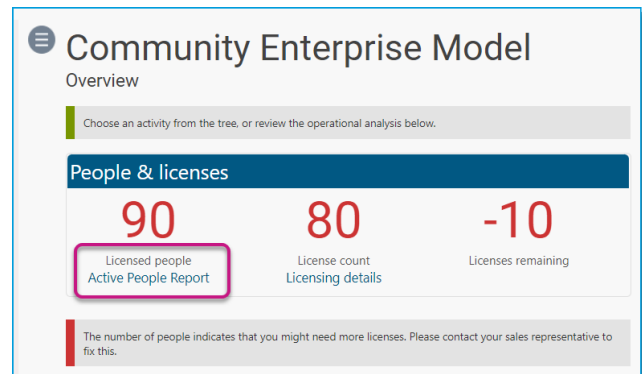 Community Enterprise Model
Overview
Choose an activity from the tree, or review the operational analysis below.
People & licenses
90
80
-10
Licensed people
License count
Licenses remaining
Active People Report
Licensing details
The number of people indicates that you might need more licenses. Please contact your sales representative to
fix this.